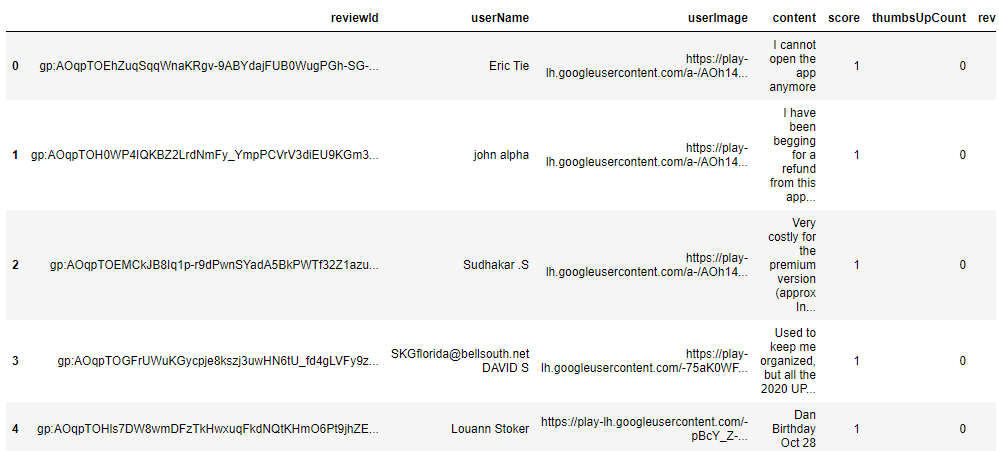 reviewId userName userImage content score thumbsUpCount rev
0 gp:AOqpTOEhZuqSqqWnaKRgv-9ABYdajFUB0WugPGh-SG-... Eric Tie https://play-
lh.googleusercontent.com/a-/AOh14... I cannot
open the
app
anymore 1 0
1 gp:AOqpTOH0WP4IQKBZ2LrdNmFy_YmpPCVrV3diEU9KGm3... john alpha https://play-
lh.googleusercontent.com/a-/AOh14... I have
been
begging
for a
refund
from this
app... 1 0
2 gp:AOqpTOEMCkJB8Iq1p-r9dPwnSYadA5BkPWTf32Z1azu... Sudhakar .S https://play-
lh.googleusercontent.com/a-/AOh14... Very
costly for
the
premium
version
(approx
In... 1 0
3 gp:AOqpTOGFrUWuKGycpje8kszj3uwHN6tU_fd4gLVFy9z... SKGflorida@bellsouth.net
DAVID S https://play-
lh.googleusercontent.com/-75aK0WF... Used to
keep me
organized,
but all the
2020 UP... 1 0
4 gp:AOqpTOHls7DW8wmDFzTkHwxuqFkdNQtKHmO6Pt9jhZE... Louann Stoker https://play-lh.googleusercontent.com/-
pBcY_Z-... Dan
Birthday
Oct 28 1 0